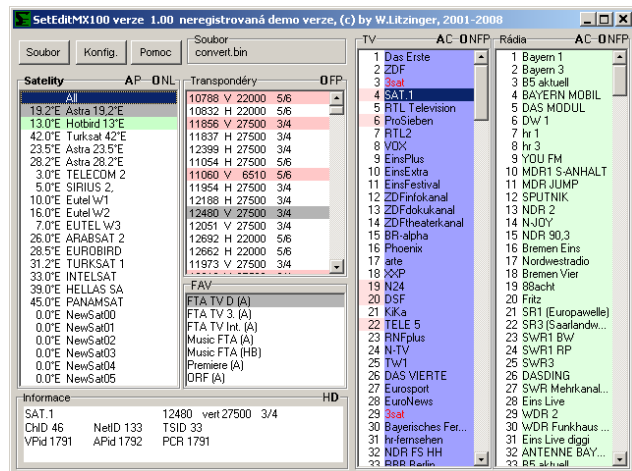 SetEditMX100 verze 1.00 neregistrovaná demo verze, (c) by W.Litzinger, 2001-2008
Soubor
Konfig.
Pomoc
Soubor
convert.bin
Satelity AP ONL
All
19.2°E Astra 19,2°E
13.0°E Hotbird 13°E
42.0°E Turksat 42°E
23.5°E Astra 23.5°E
28.2°E Astra 28.2°E
3.0°E TELECOM 2
5.0°E SIRIUS 2,
10.0°E Eutel W1
16.0°E Eutel W2
7.0°E EUTEL W3
26.0°E ARABSAT 2
28.5°E EUROBIRD
31.2°E TURKSAT 1
33.0°E INTELSAT
39.0°E HELLAS SA
45.0°E PANAMSAT
0.0°E NewSat00
0.0°E NewSat01
0.0°E NewSat02
0.0°E NewSat03
0.0°E NewSat04
0.0°E NewSat05
Transpondéry OFP
10788 V 22000 5/6
10832 H 22000 5/6
11856 V 27500 3/4
11837 H 27500 3/4
12399 H 27500 3/4
11054 H 27500 5/6
11060 V 6510 5/6
11954 H 27500 3/4
12188 H 27500 3/4
12480 V 27500 3/4
12051 V 27500 3/4
12692 H 22000 5/6
12662 H 22000 5/6
11973 V 27500 3/4
FAV
FTA TV D (A)
FTA TV 3. (A)
FTA TV Int. (A)
Music FTA (A)
Music FTA (HB)
Premiere (A)
ORF (A)
Informace HD
SAT.1 12480 vert 27500 3/4
ChID 46 NetID 133 TSID 33
VPid 1791 APid 1792 PCR 1791
TV AC ONFP
1 Das Erste
2 ZDF
3 3sat
4 SAT.1
5 RTL Television
6 ProSieben
7 RTL2
8 VOX
9 EinsPlus
10 EinsExtra
11 EinsFestival
12 ZDFinfokanal
13 ZDFdokukanal
14 ZDFtheaterkanal
15 BR-alpha
16 Phoenix
17 arte
18 XXP
19 N24
20 DSF
21 KiKa
22 TELE 5
23 RNFplus
24 N-TV
25 TW1
26 DAS VIERTE
27 Eurosport
28 EuroNews
29 3sat
30 Bayerisches Fer...
31 hr-fernsehen
32 NDR FS HH
33 RBB Berlin
Rádia AC ONFP
1 Bayern 1
2 Bayern 3
3 B5 aktuell
4 BAYERN MOBIL
5 DAS MODUL
6 DW 1
7 hr 1
8 hr 3
9 YOU FM
10 MDR1 S-ANHALT
11 MDR JUMP
12 SPUTNIK
13 NDR 2
14 N-JOY
15 NDR 90,3
16 Bremen Eins
17 Nordwestradio
18 Bremen Vier
19 88acht
20 Fritz
21 SR1 (Europawelle)
22 SR3 (Saarlandw...
23 SWR1 BW
24 SWR1 RP
25 SWR3
26 DASDING
27 SWR Mehrkanal...
28 Eins Live
29 WDR 2
30 WDR Funkhaus ...
31 Eins Live diggi
32 ANTENNE BAY...
33 B5 aktuell